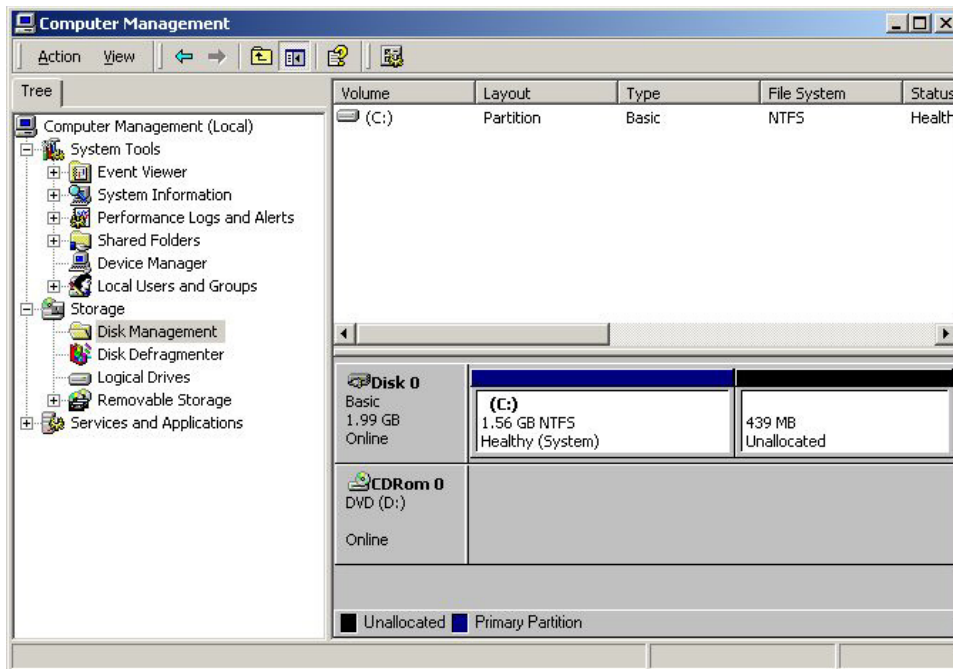 Computer Management
Action View
Tree
Computer Management (Local)
System Tools
Event Viewer
System Information
Performance Logs and Alerts
Shared Folders
Device Manager
Local Users and Groups
Storage
Disk Management
Disk Defragmenter
Logical Drives
Removable Storage
Services and Applications
Volume Layout Type File System Status
(C:) Partition Basic NTFS Health
Disk 0
Basic
1.99 GB
Online
(C:)
1.56 GB NTFS
Healthy (System)
439 MB
Unallocated
CDRom 0
DVD (D:)
Online
Unallocated Primary Partition